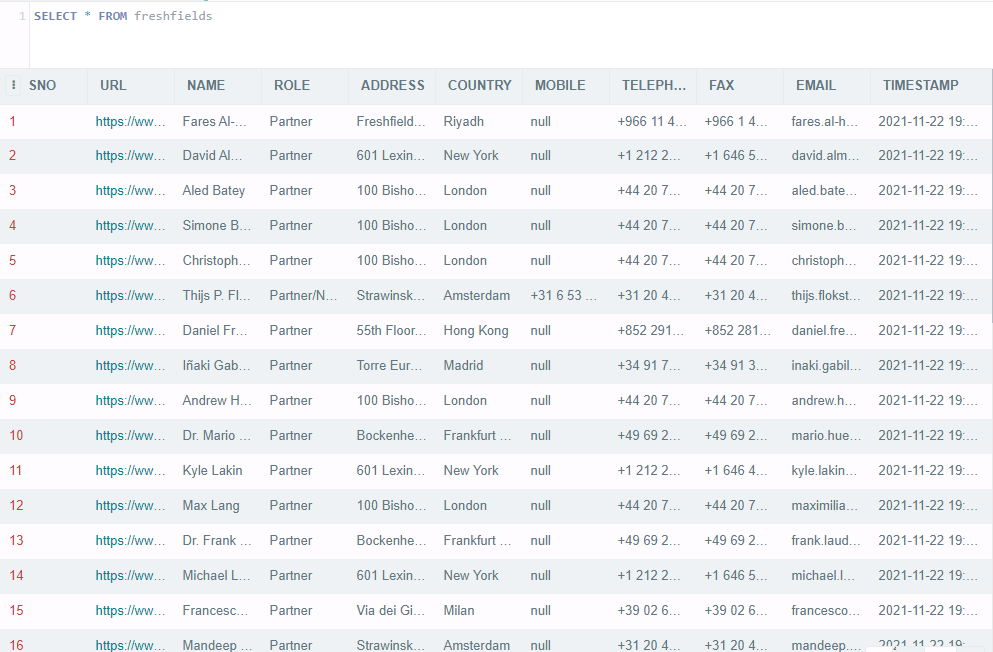 1 SELECT * FROM freshfields
SNO URL NAME ROLE ADDRESS COUNTRY MOBILE TELEPH... FAX EMAIL TIMESTAMP
1 https://ww... Fares Al-... Partner Freshfield... Riyadh null +966 11 4... +966 1 4... fares.al-h... 2021-11-22 19:...
2 https://ww... David Al... Partner 601 Lexin... New York null +1 212 2... +1 646 5... david.alm... 2021-11-22 19:...
3 https://ww... Aled Batey Partner 100 Bisho... London null +44 20 7... +44 20 7... aled.bate... 2021-11-22 19:...
4 https://ww... Simone B... Partner 100 Bisho... London null +44 20 7... +44 20 7... simone.b... 2021-11-22 19:...
5 https://ww... Christoph... Partner 100 Bisho... London null +44 20 7... +44 20 7... christoph... 2021-11-22 19:...
6 https://ww... Thijs P. Fl... Partner/N... Strawinsk... Amsterdam +31 6 53 ... +31 20 4... +31 20 4... thijs.flokst... 2021-11-22 19:...
7 https://ww... Daniel Fr... Partner 55th Floor... Hong Kong null +852 291... +852 281... daniel.fre... 2021-11-22 19:...
8 https://ww... Iñaki Gab... Partner Torre Eur... Madrid null +34 91 7... +34 91 3... inaki.gabil... 2021-11-22 19:...
9 https://ww... Andrew H... Partner 100 Bisho... London null +44 20 7... +44 20 7... andrew.h... 2021-11-22 19:...
10 https://ww... Dr. Mario ... Partner Bockenhe... Frankfurt ... null +49 69 2... +49 69 2... mario.hue... 2021-11-22 19:...
11 https://ww... Kyle Lakin Partner 601 Lexin... New York null +1 212 2... +1 646 4... kyle.lakin... 2021-11-22 19:...
12 https://ww... Max Lang Partner 100 Bisho... London null +44 20 7... +44 20 7... maximilia... 2021-11-22 19:...
13 https://ww... Dr. Frank ... Partner Bockenhe... Frankfurt ... null +49 69 2... +49 69 2... frank.laud... 2021-11-22 19:...
14 https://ww... Michael L... Partner 601 Lexin... New York null +1 212 2... +1 646 5... michael.l... 2021-11-22 19:...
15 https://ww... Francesc... Partner Via dei Gi... Milan null +39 02 6... +39 02 6... francesco... 2021-11-22 19:...
16 https://ww... Mandeep ... Partner Strawinsk... Amsterdam null +31 20 4... +31 20 4... mandeep.... 2021-11-22 19:...